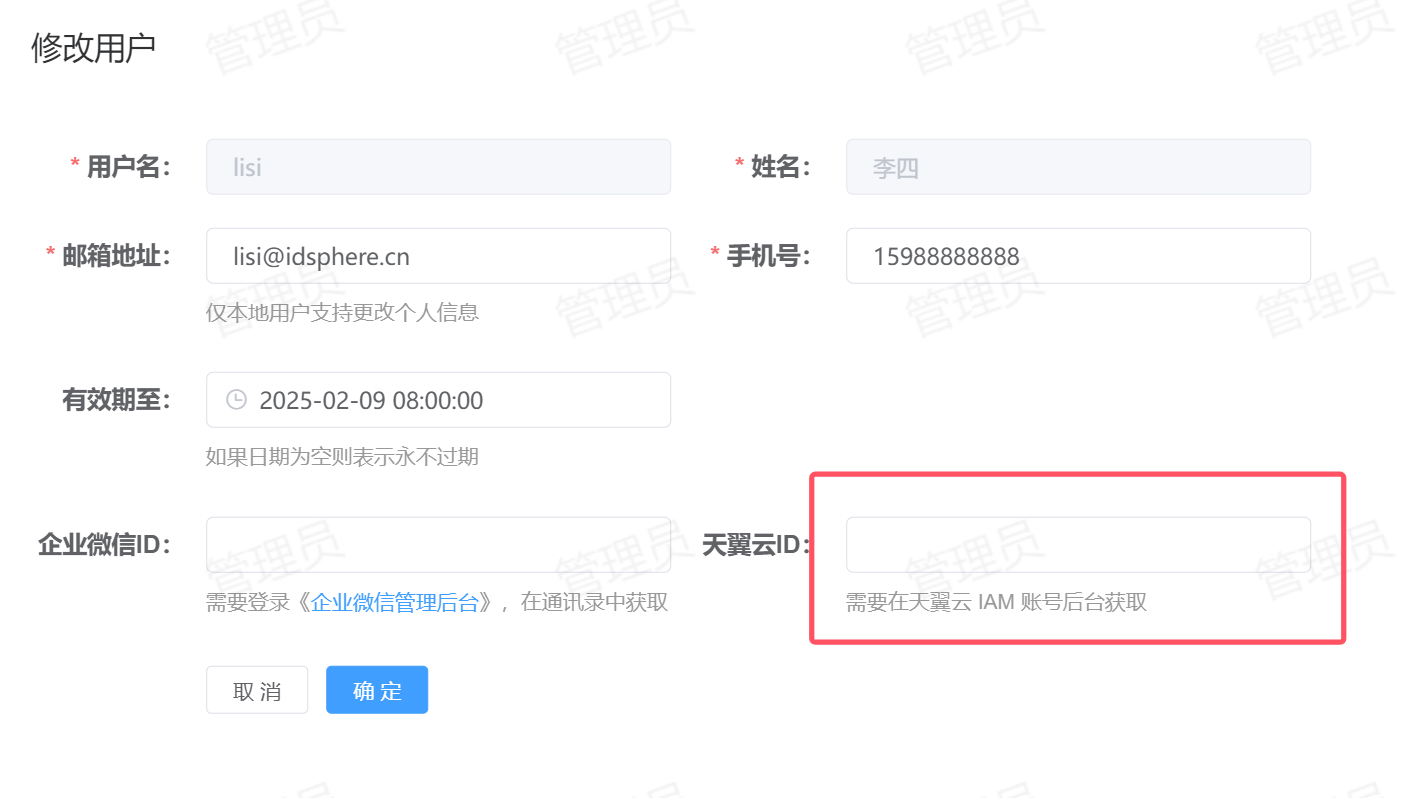 修改用户
* 用户名： lisi * 姓名： 李四
* 邮箱地址： lisi@idsphere.cn * 手机号： 15988888888
仅本地用户支持更改个人信息
有效期至： 2025-02-09 08:00:00
如果日期为空则表示永不过期
企业微信ID： 天翼云ID：
需要登录《企业微信管理后台》，在通讯录中获取 需要在天翼云 IAM 账号后台获取
取 消 确 定
管理员 管理员 管理员 管理员
管理员 管理员 管理员 管理员
管理员 管理员 管理员 管理员